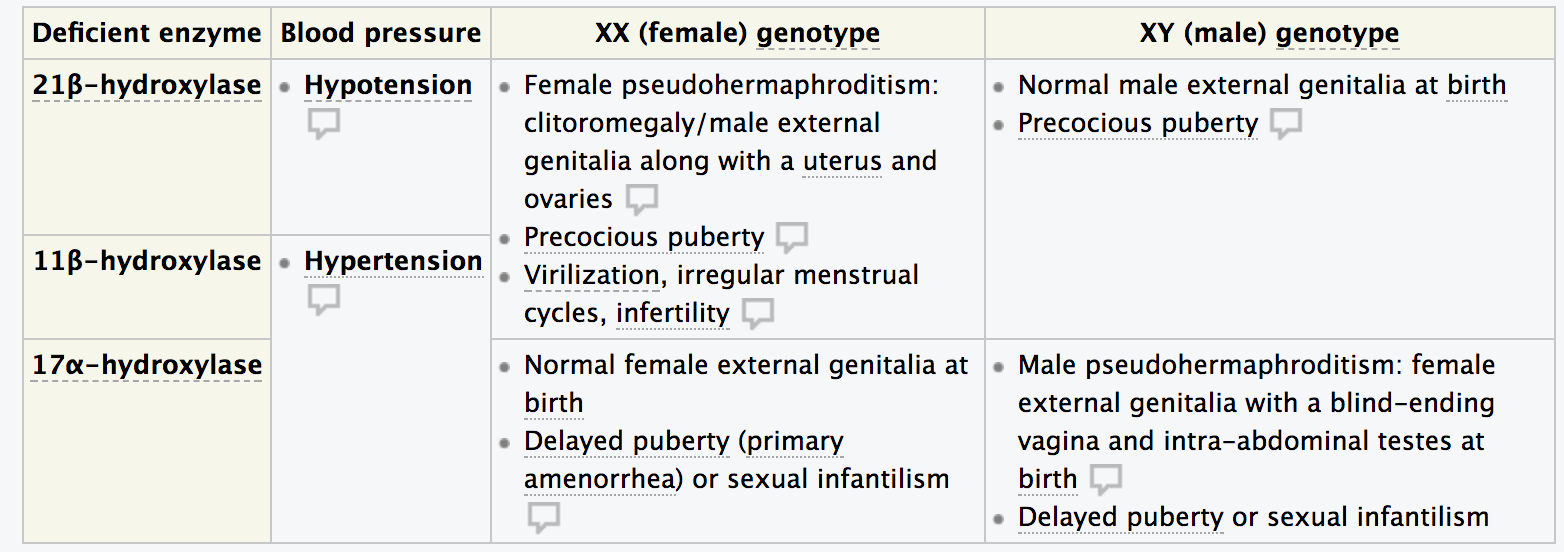 Deficient enzyme
Blood pressure
XX (female) genotype
XY (male) genotype
21β-hydroxylase
Hypotension
Female pseudohermaphroditism:
clitoromegaly/male external
genitalia along with a uterus and
ovaries
Precocious puberty
Virilization, irregular menstrual
cycles, infertility
Normal male external genitalia at birth
Precocious puberty
11β-hydroxylase
Hypertension
17α-hydroxylase
Normal female external genitalia at
birth
Delayed puberty (primary
amenorrhea) or sexual infantilism
Male pseudohermaphroditism: female
external genitalia with a blind-ending
vagina and intra-abdominal testes at
birth
Delayed puberty or sexual infantilism